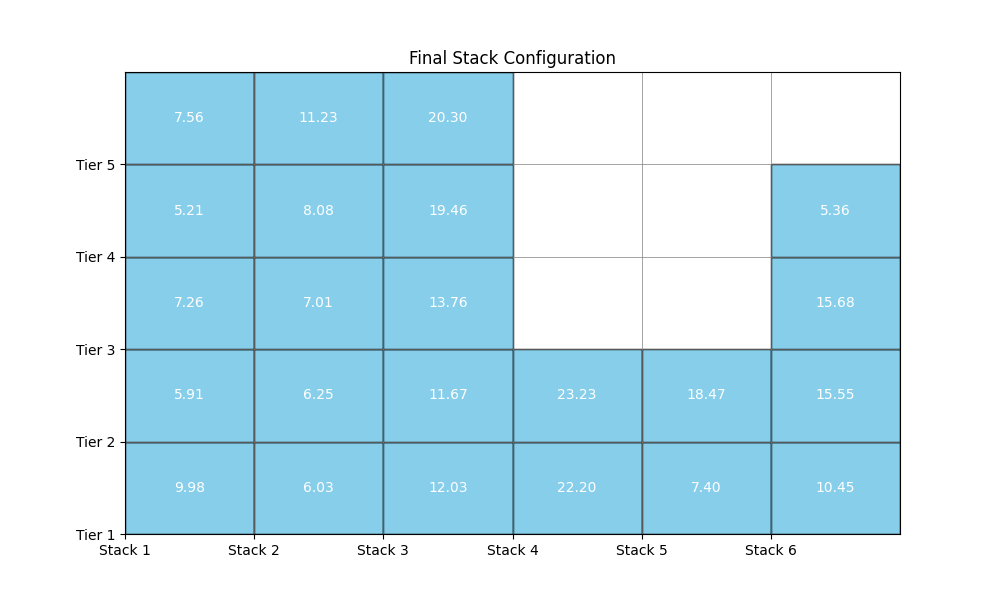 Final Stack Configuration
7.56 11.23 20.30
Tier 5
5.21 8.08 19.46 5.36
Tier 4
7.26 7.01 13.76 15.68
Tier 3
5.91 6.25 11.67 23.23 18.47 15.55
Tier 2
9.98 6.03 12.03 22.20 7.40 10.45
Tier 1
Stack 1 Stack 2 Stack 3 Stack 4 Stack 5 Stack 6